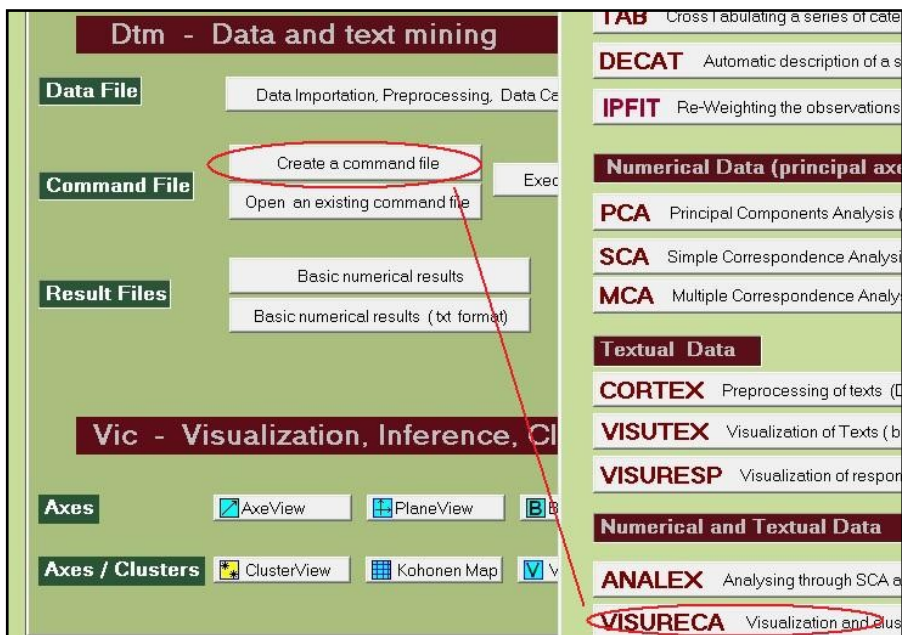 Dtm - Data and text mining
Data File
Data Importation, Preprocessing, Data Ca
Command File
Create a command file
Open an existing command file
Exec
Result Files
Basic numerical results
Basic numerical results ( txt format)
Vic - Visualization, Inference, Cl
Axes
AxeView
PlaneView
B
Axes / Clusters
ClusterView
Kohonen Map
V
TAB Cross Tabulating a series of cate
DECAT Automatic description of a s
IPFIT Re-Weighting the observations
Numerical Data (principal axe
PCA Principal Components Analysis (
SCA Simple Correspondence Analysi
MCA Multiple Correspondence Analy
Textual Data
CORTEX Preprocessing of texts (D
VISUTEX Visualization of Texts ( b
VISURESP Visualization of respon
Numerical and Textual Data
ANALEX Analysing through SCA a
VISURECA Visualization and clus